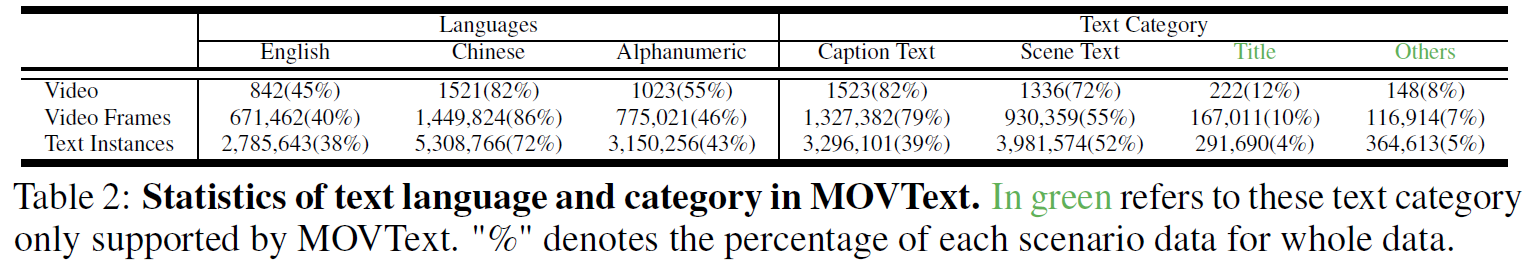 Languages Text Category
English Chinese Alphanumeric Caption Text Scene Text Title Others
Video 842(45%) 1521(82%) 1023(55%) 1523(82%) 1336(72%) 222(12%) 148(8%)
Video Frames 671,462(40%) 1,449,824(86%) 775,021(46%) 1,327,382(79%) 930,359(55%) 167,011(10%) 116,914(7%)
Text Instances 2,785,643(38%) 5,308,766(72%) 3,150,256(43%) 3,296,101(39%) 3,981,574(52%) 291,690(4%) 364,613(5%)
Table 2: Statistics of text language and category in MOVText. In green refers to these text category
only supported by MOVText. "%" denotes the percentage of each scenario data for whole data.